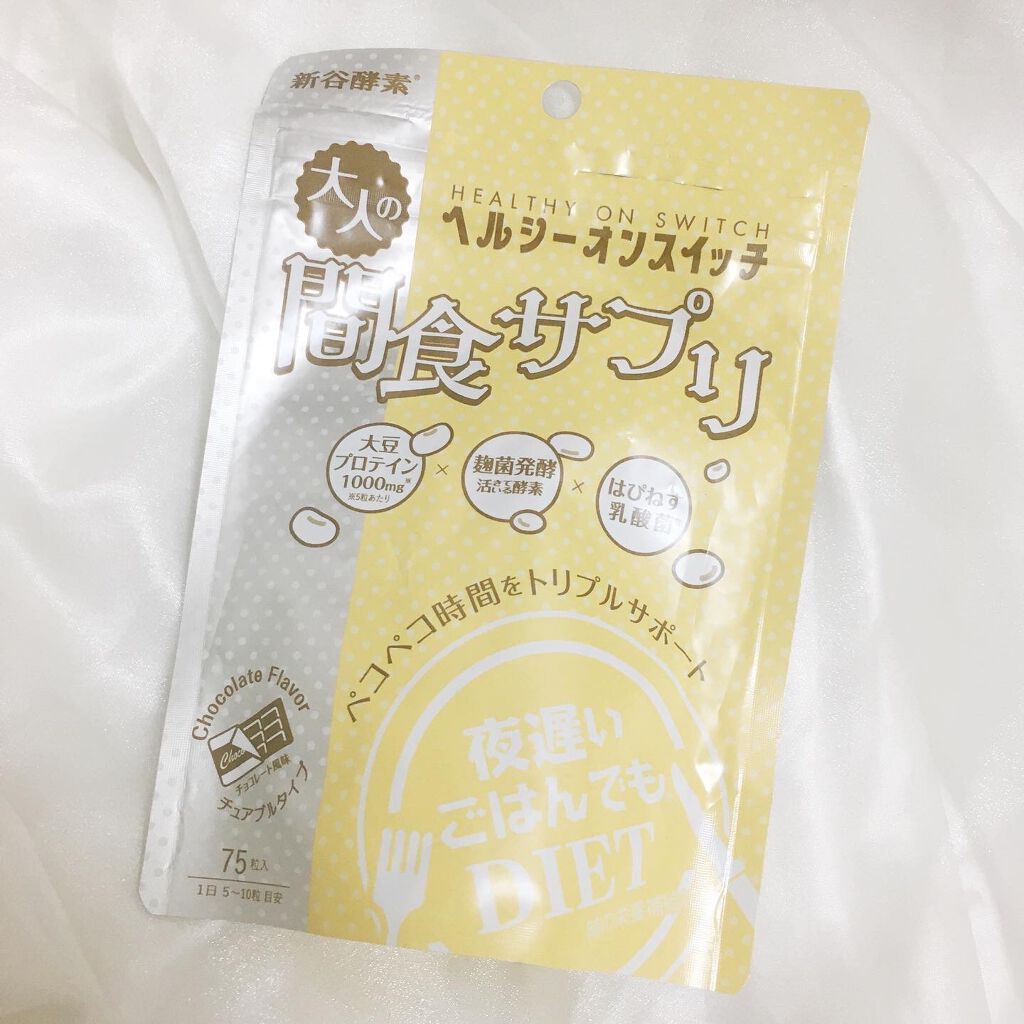 新谷酵素®
大人の
HEALTHY ON SWITCH
ヘルシーオンスイッチ
間食サプリ
大豆
プロテイン
1000mg※
※5粒あたり
×
麹菌発酵
活きている酵素
×
はぴねす
乳酸菌™
ペコペコ時間をトリプルサポート
Chocolate Flavor
Choco
チョコレート風味
チュアブルタイプ
夜遅い
ごはんでも
DIET
75粒入
1日 5～10粒 目安